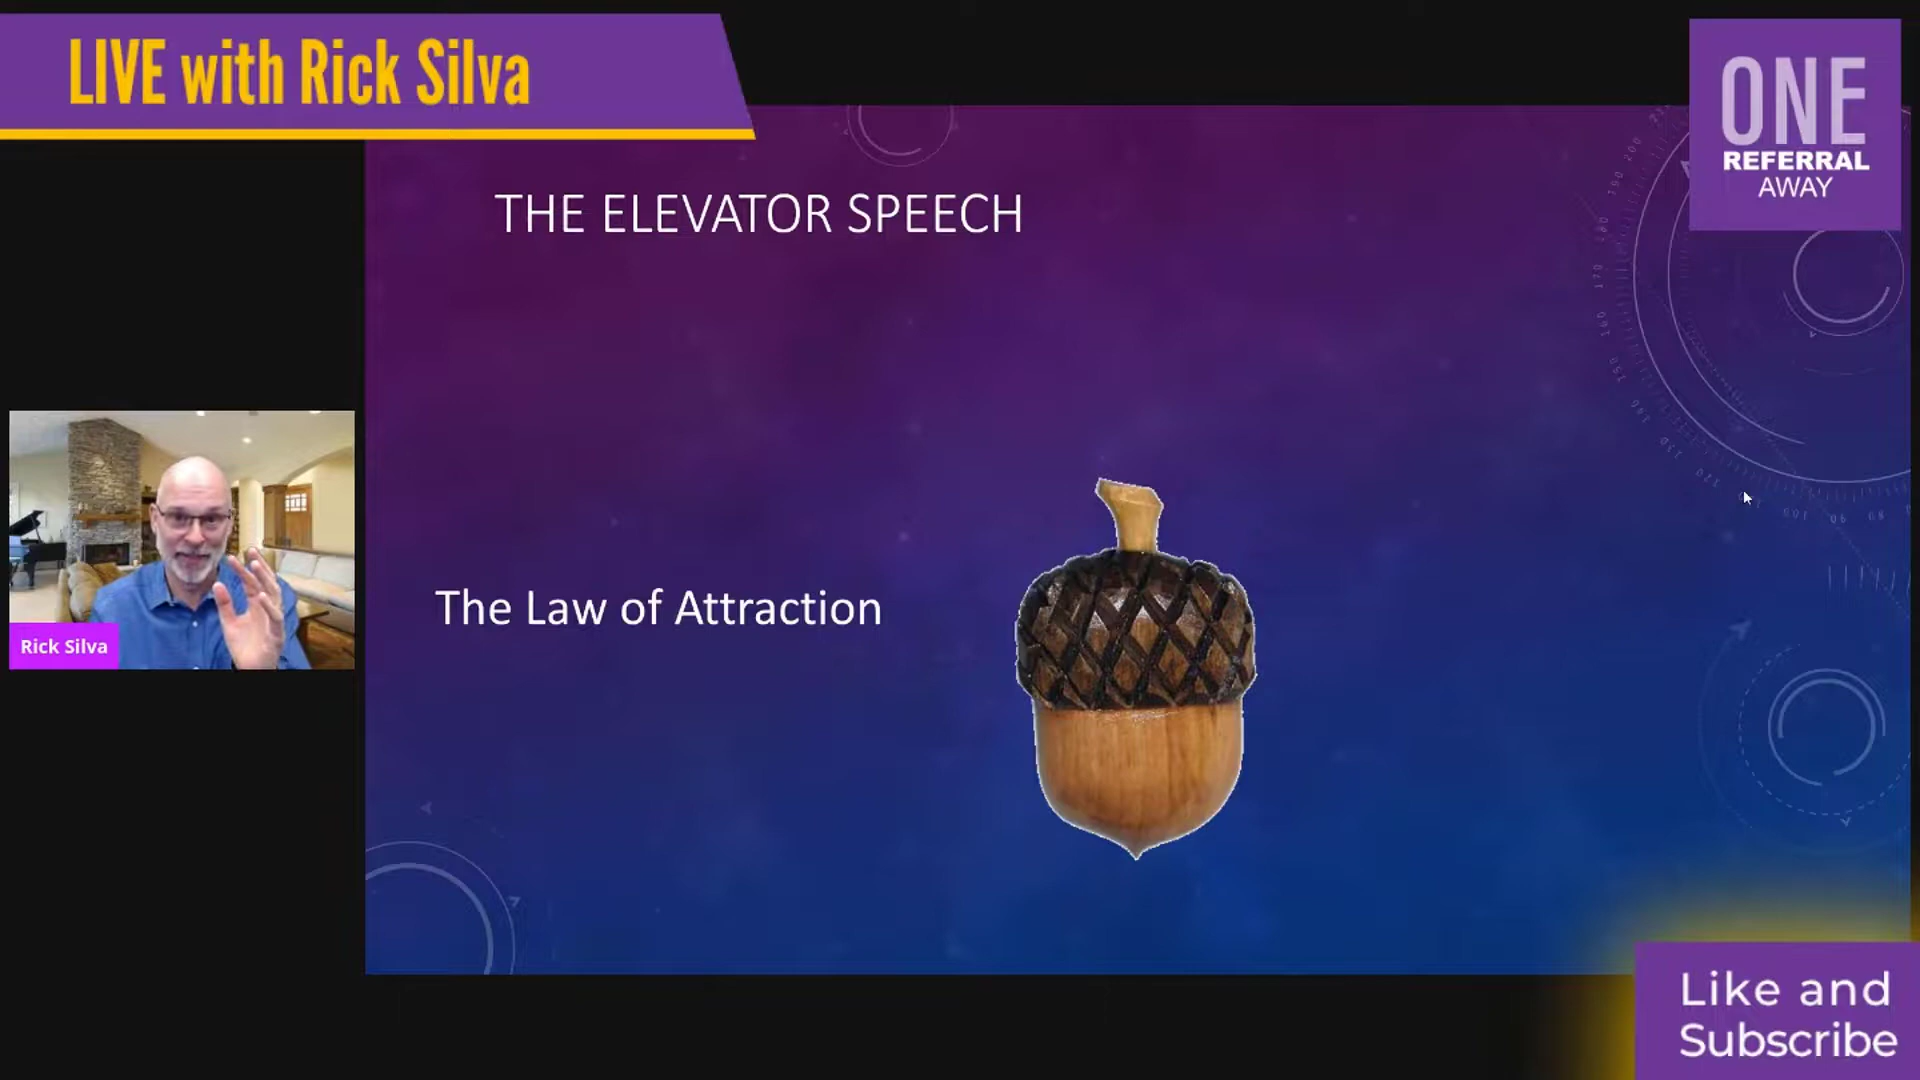 LIVE with Rick Silva
ONE
REFERRAL
AWAY
THE ELEVATOR SPEECH
The Law of Attraction
Rick Silva
Like and
Subscribe